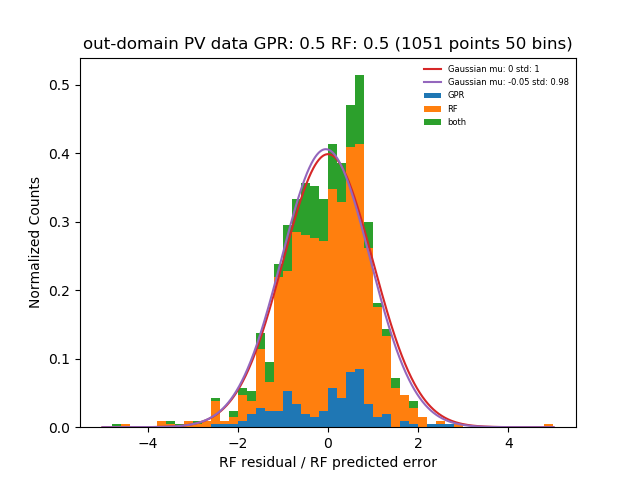 out-domain PV data GPR: 0.5 RF: 0.5 (1051 points 50 bins)
Gaussian mu: 0 std: 1
Gaussian mu: -0.05 std: 0.98
GPR
RF
both
Normalized Counts
0.5
0.4
0.3
0.2
0.1
0.0
−4 −2 0 2 4
RF residual / RF predicted error